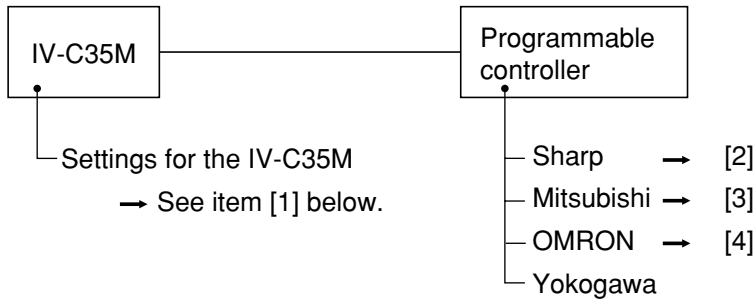 IV-C35M
Programmable
controller
Settings for the IV-C35M
→ See item [1] below.
Sharp → [2]
Mitsubishi → [3]
OMRON → [4]
Yokogawa